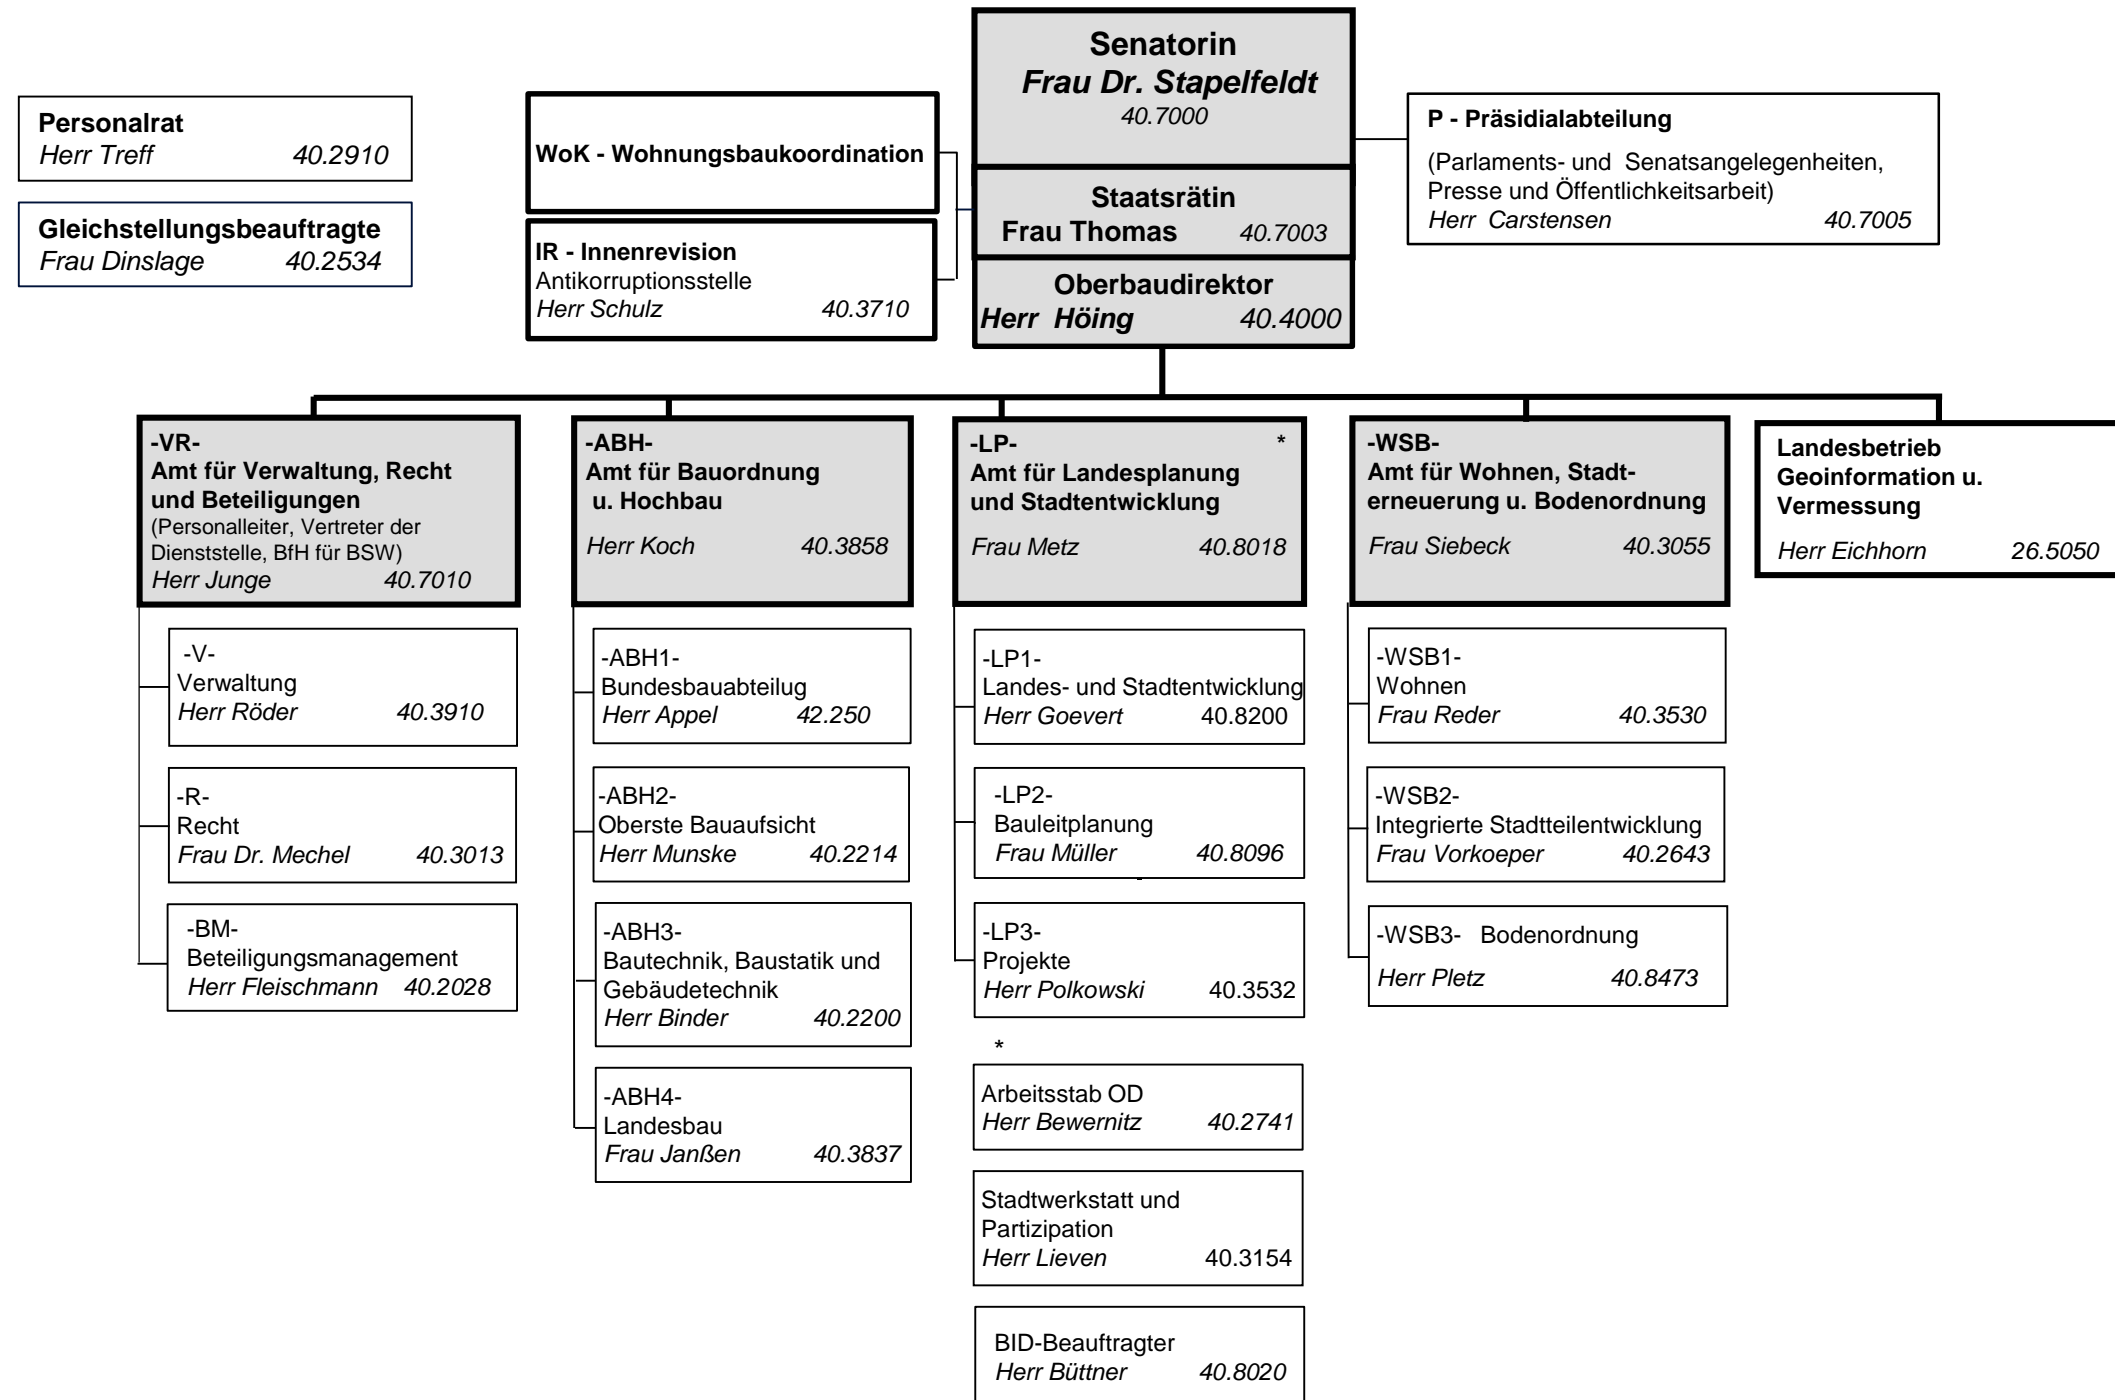 Senatorin
Frau Dr. Stapelfeldt
40.7000
Staatsrätin
Frau Thomas 40.7003
Oberbaudirektor
Herr Höing 40.4000
Personalrat
Herr Treff 40.2910
Gleichstellungsbeauftragte
Frau Dinslage 40.2534
WoK - Wohnungsbaukoordination
IR - Innenrevision
Antikorruptionsstelle
Herr Schulz 40.3710
P - Präsidialabteilung
(Parlaments- und Senatsangelegenheiten,
Presse und Öffentlichkeitsarbeit)
Herr Carstensen 40.7005
-VR-
Amt für Verwaltung, Recht
und Beteiligungen
(Personalleiter, Vertreter der
Dienststelle, BfH für BSW)
Herr Junge 40.7010
-V-
Verwaltung
Herr Röder 40.3910
-R-
Recht
Frau Dr. Mechel 40.3013
-BM-
Beteiligungsmanagement
Herr Fleischmann 40.2028
-ABH-
Amt für Bauordnung
u. Hochbau
Herr Koch 40.3858
-ABH1-
Bundesbauabteilug
Herr Appel 42.250
-ABH2-
Oberste Bauaufsicht
Herr Munske 40.2214
-ABH3-
Bautechnik, Baustatik und
Gebäudetechnik
Herr Binder 40.2200
-ABH4-
Landesbau
Frau Janßen 40.3837
-LP- *
Amt für Landesplanung
und Stadtentwicklung
Frau Metz 40.8018
-LP1-
Landes- und Stadtentwicklung
Herr Goevert 40.8200
-LP2-
Bauleitplanung
Frau Müller 40.8096
-LP3-
Projekte
Herr Polkowski 40.3532
*
Arbeitsstab OD
Herr Bewernitz 40.2741
Stadtwerkstatt und
Partizipation
Herr Lieven 40.3154
BID-Beauftragter
Herr Büttner 40.8020
-WSB-
Amt für Wohnen, Stadt-
erneuerung u. Bodenordnung
Frau Siebeck 40.3055
-WSB1-
Wohnen
Frau Reder 40.3530
-WSB2-
Integrierte Stadtteilentwicklung
Frau Vorkoeper 40.2643
-WSB3- Bodenordnung
Herr Pletz 40.8473
Landesbetrieb
Geoinformation u.
Vermessung
Herr Eichhorn 26.5050